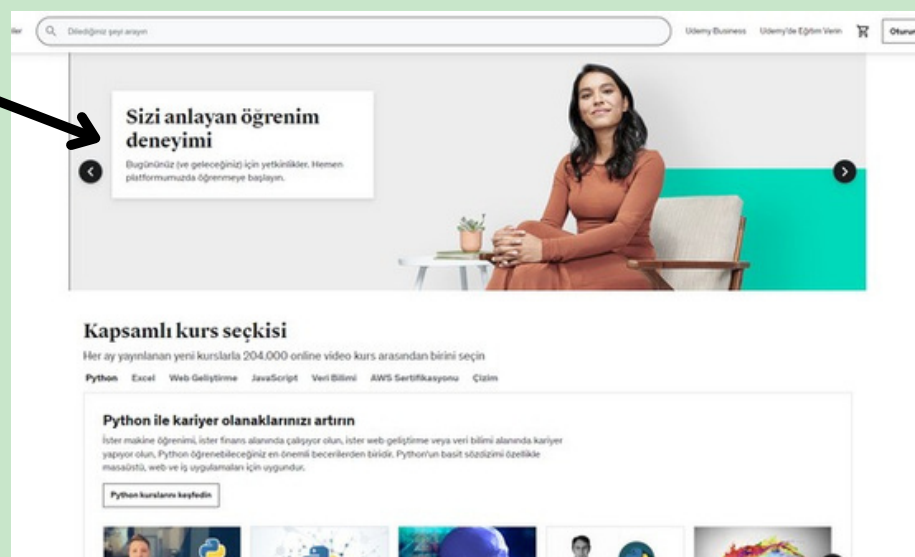 Dilediğiniz şeyi arayın
Udemy Business
Udemy'de Eğitim Verin
Sizi anlayan öğrenim
deneyimi
Bugününüz (ve geleceğiniz) için yetkinlikler. Hemen
platformumuzda öğrenmeye başlayın.
Kapsamlı kurs seçkisi
Her ay yayınlanan yeni kurslarla 204.000 online video kurs arasından birini seçin
Python Excel Web Geliştirme JavaScript Veri Bilimi AWS Sertifikasyonu Çizim
Python ile kariyer olanaklarınızı artırın
İster makine öğrenimi, ister finans alanında çalışıyor olun, ister web geliştirme veya veri bilimi alanında kariyer
yapıyor olun, Python öğrenebileceğiniz en önemli becerilerden biridir. Python'un basit sözdizimi özellikle
masaüstü, web ve iş uygulamaları için uygundur.
Python kurslarını keşfedin